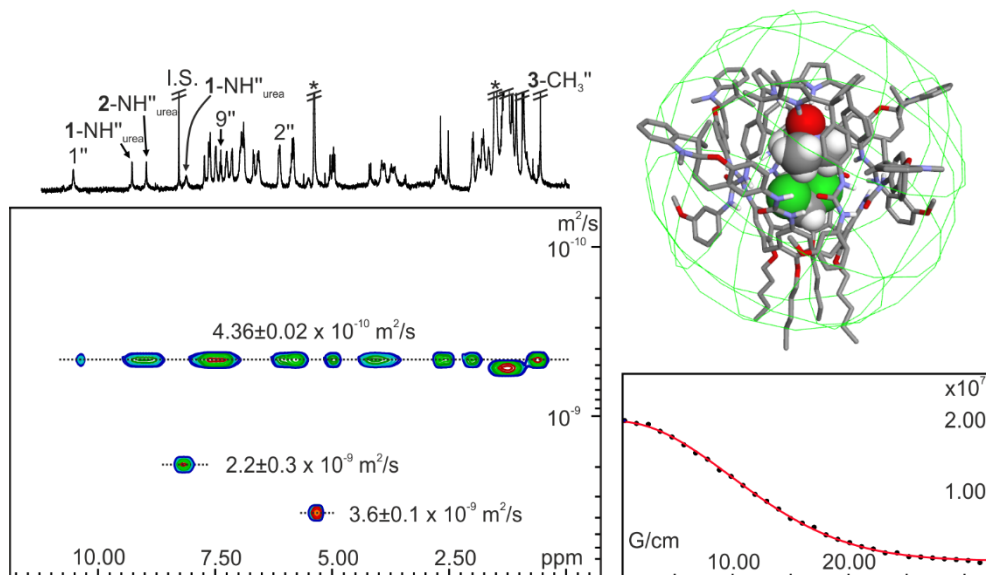 I.S.
1-NH"urea
*
*
3-CH3"
2-NH"urea
1-NH"urea
9"
2"
1"
m²/s
10⁻¹⁰
4.36±0.02 x 10⁻¹⁰ m²/s
10⁻⁹
2.2±0.3 x 10⁻⁹ m²/s
3.6±0.1 x 10⁻⁹ m²/s
10.00 7.50 5.00 2.50 ppm
x10⁷
2.00
1.00
G/cm
10.00 20.00